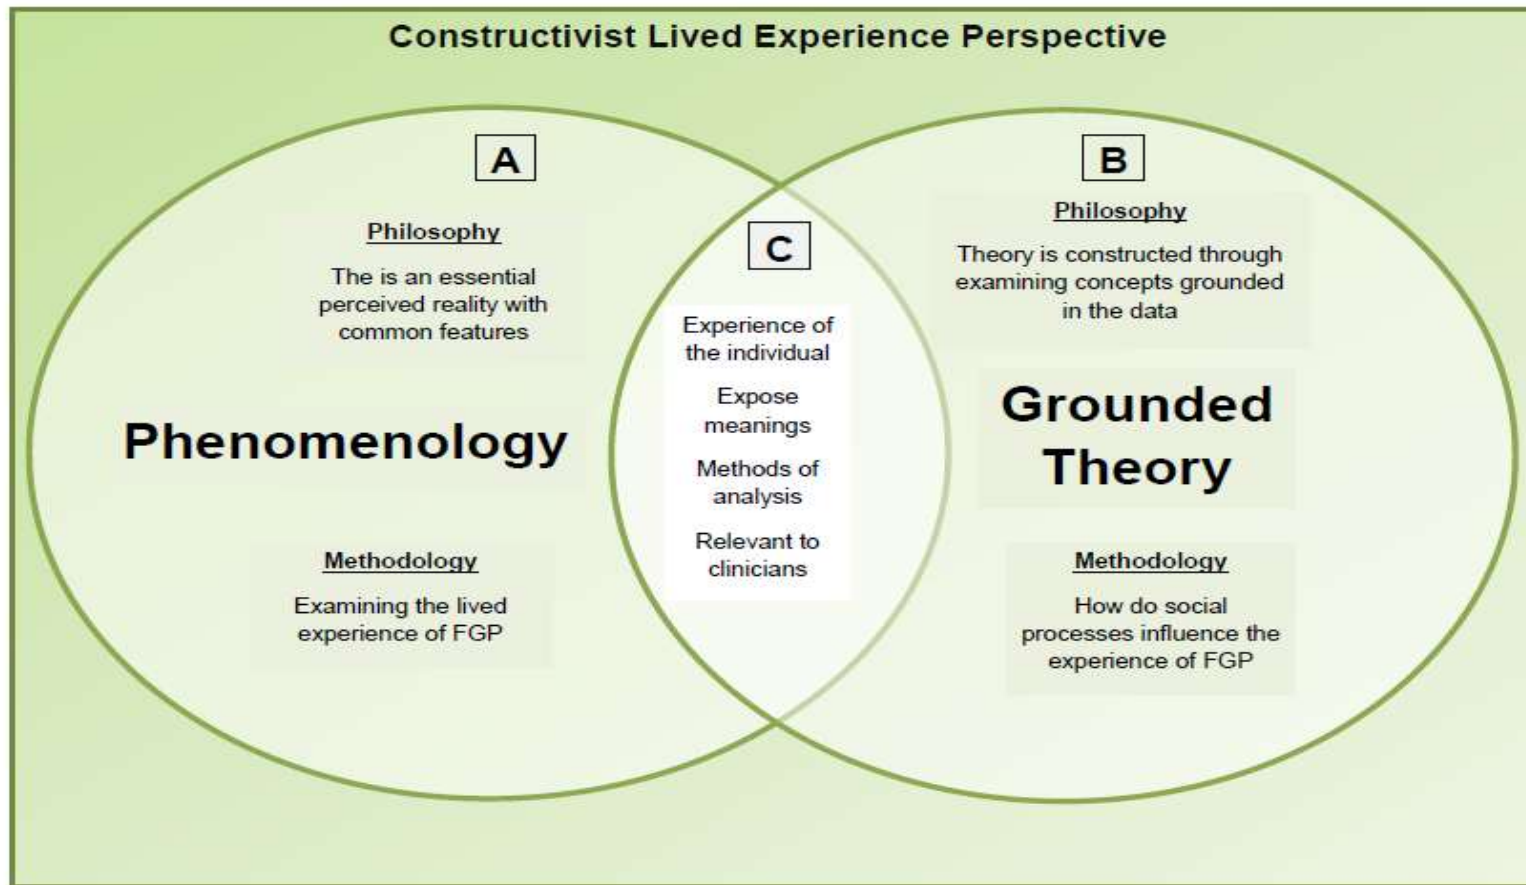 Constructivist Lived Experience Perspective
A
Philosophy
The is an essential
perceived reality with
common features
Phenomenology
Methodology
Examining the lived
experience of FGP
C
Experience of
the individual
Expose
meanings
Methods of
analysis
Relevant to
clinicians
B
Philosophy
Theory is constructed through
examining concepts grounded
in the data
Grounded
Theory
Methodology
How do social
processes influence the
experience of FGP